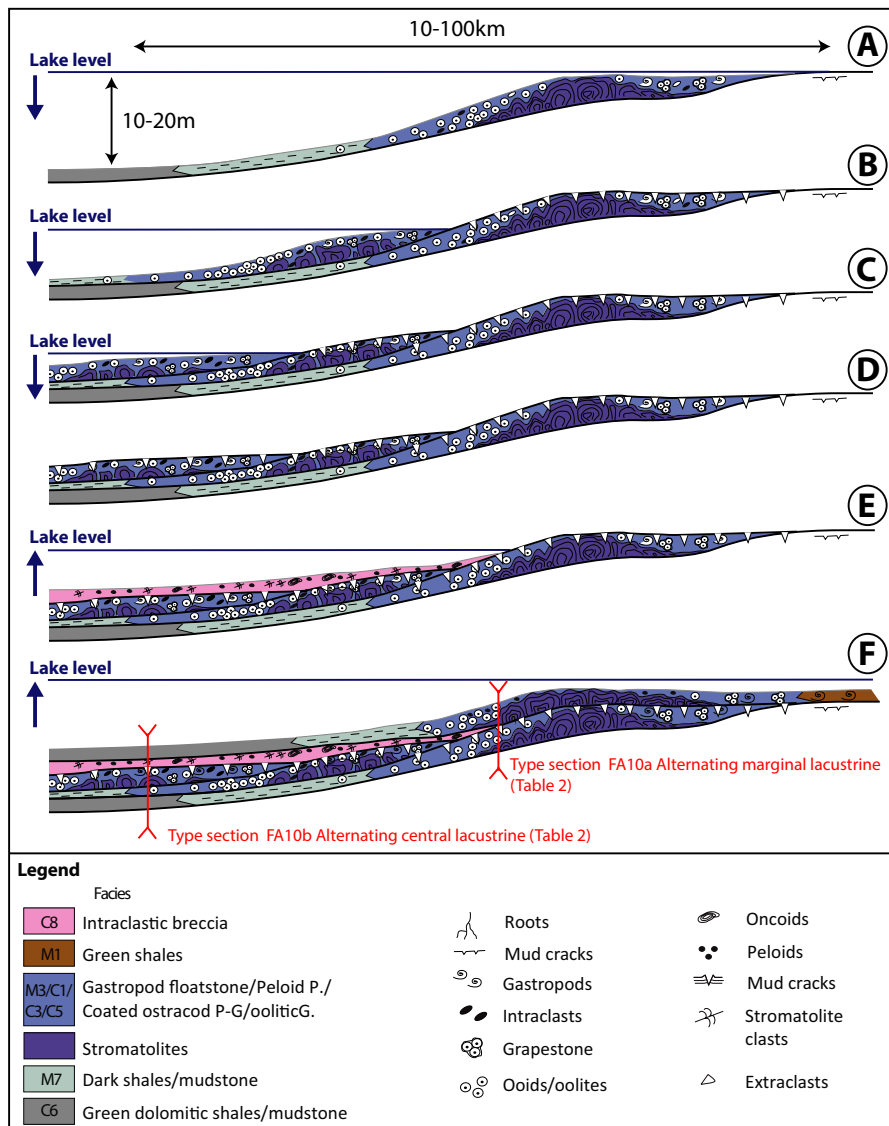 10-100km
A
Lake level
10-20m
B
Lake level
C
Lake level
D
E
Lake level
F
Lake level
Type section FA10a Alternating marginal lacustrine
(Table 2)
Type section FA10b Alternating central lacustrine (Table 2)
Legend
Facies
C8 Intraclastic breccia
M1 Green shales
M3/C1/
C3/C5
Gastropod floatstone/Peloid P./
Coated ostracod P-G/ooliticG.
Stromatolites
M7 Dark shales/mudstone
C6 Green dolomitic shales/mudstone
Roots
Mud cracks
Gastropods
Intraclasts
Grapestone
Ooids/oolites
Oncoids
Peloids
Mud cracks
Stromatolite
clasts
Extraclasts